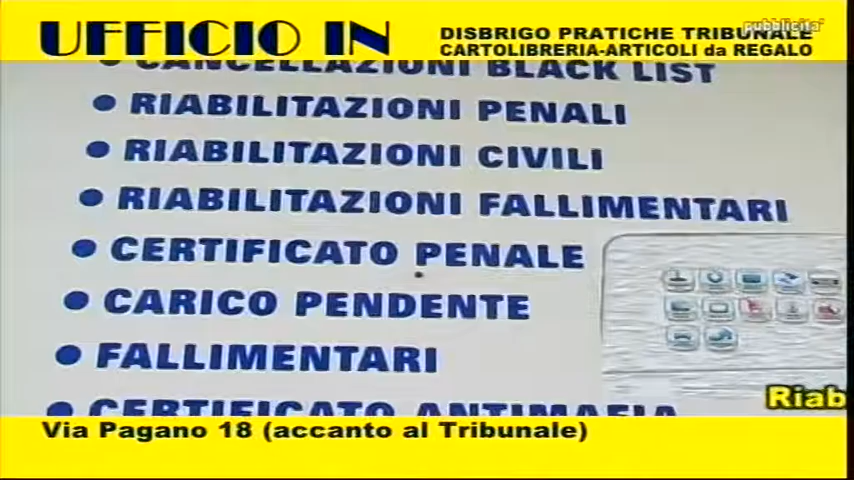 UFFICIO IN
DISBRIGO PRATICHE TRIBUNALE
pubblicita'
CARTOLIBRERIA-ARTICOLI da REGALO
CANCELLAZIONI BLACK LIST
• RIABILITAZIONI PENALI
• RIABILITAZIONI CIVILI
• RIABILITAZIONI FALLIMENTARI
• CERTIFICATO PENALE
• CARICO PENDENTE
• FALLIMENTARI
• CERTIFICATO ANTIMAFIA
Riab
Via Pagano 18 (accanto al Tribunale)